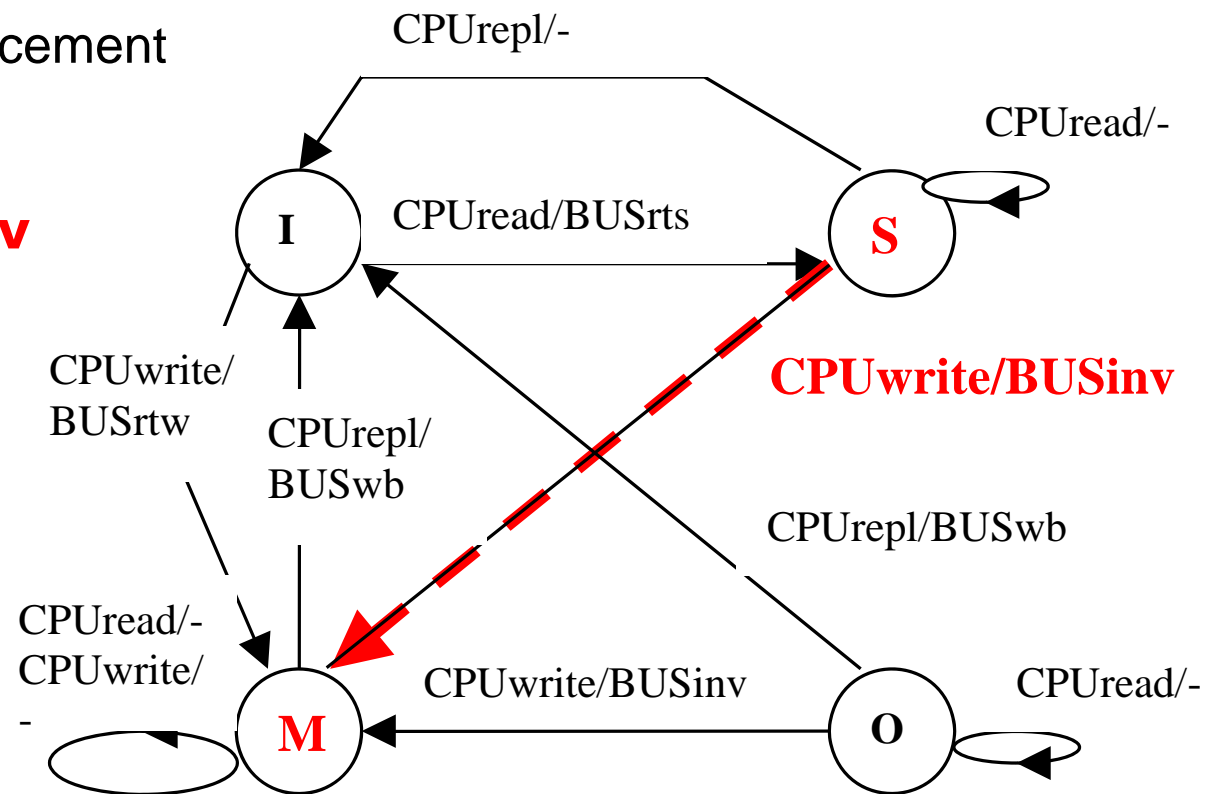 cement
CPUrepl/-
CPUread/-
v
I
CPUread/BUSrts
S
CPUwrite/
BUSrtw
CPUrepl/
BUSwb
CPUwrite/BUSinv
CPUrepl/BUSwb
CPUread/-
CPUwrite/
-
M
CPUwrite/BUSinv
O
CPUread/-